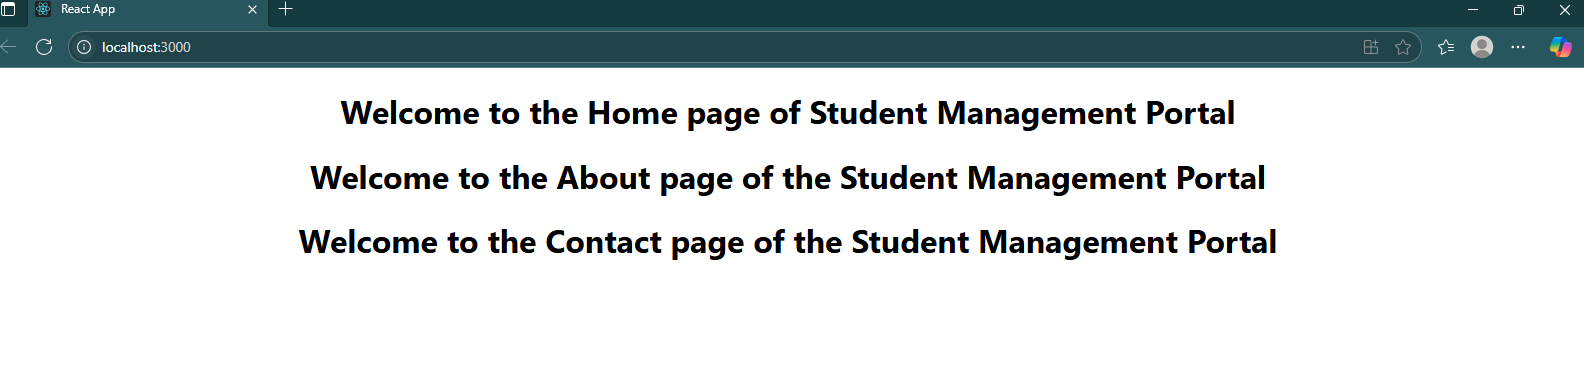 React App
localhost:3000
Welcome to the Home page of Student Management Portal
Welcome to the About page of the Student Management Portal
Welcome to the Contact page of the Student Management Portal